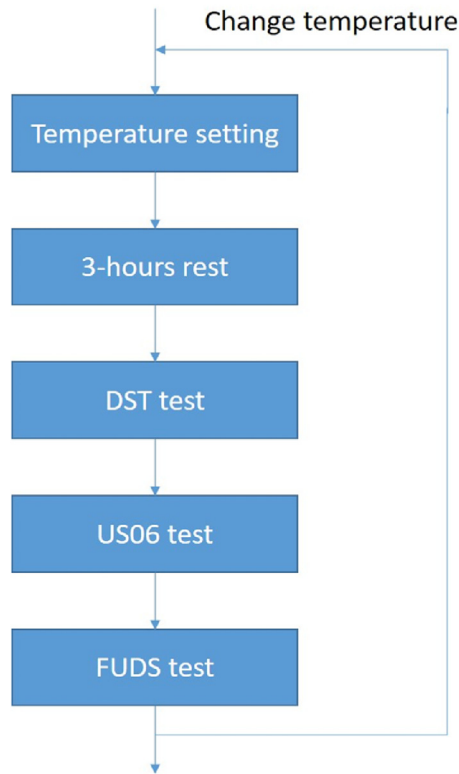 Change temperature
Temperature setting
3-hours rest
DST test
US06 test
FUDS test